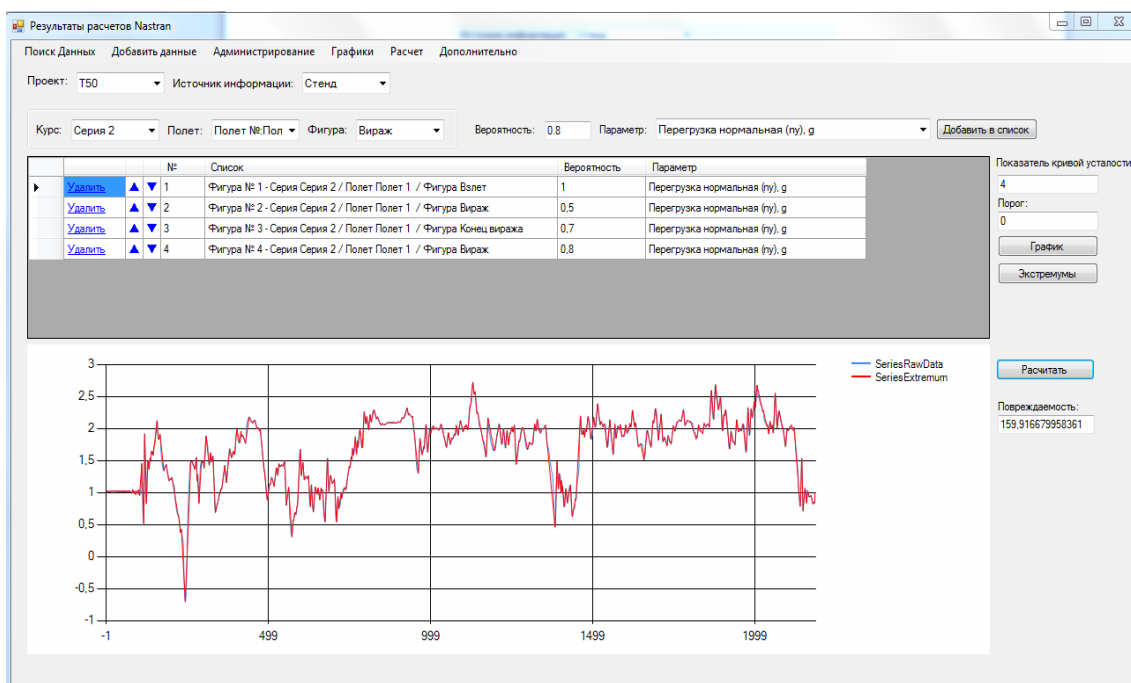 Результаты расчетов Nastran
Поиск Данных Добавить данные Администрирование Графики Расчет Дополнительно
Проект: T50 Источник информации: Стенд
Курс: Серия 2 Полет: Полет №:Пол Фигура: Вираж Вероятность: 0.8 Параметр: Перегрузка нормальная (ny), g Добавить в список
№ Список Вероятность Параметр
Удалить 1 Фигура № 1 - Серия Серия 2 / Полет Полет 1 / Фигура Взлет 1 Перегрузка нормальная (ny), g
Удалить 2 Фигура № 2 - Серия Серия 2 / Полет Полет 1 / Фигура Вираж 0,5 Перегрузка нормальная (ny), g
Удалить 3 Фигура № 3 - Серия Серия 2 / Полет Полет 1 / Фигура Конец виража 0,7 Перегрузка нормальная (ny), g
Удалить 4 Фигура № 4 - Серия Серия 2 / Полет Полет 1 / Фигура Вираж 0,8 Перегрузка нормальная (ny), g
Показатель кривой усталости
4
Порог:
0
График
Экстремумы
Расчитать
Повреждаемость:
159,916679958361
SeriesRawData
SeriesExtremum
3
2,5
2
1,5
1
0,5
0
-0,5
-1
-1 499 999 1499 1999